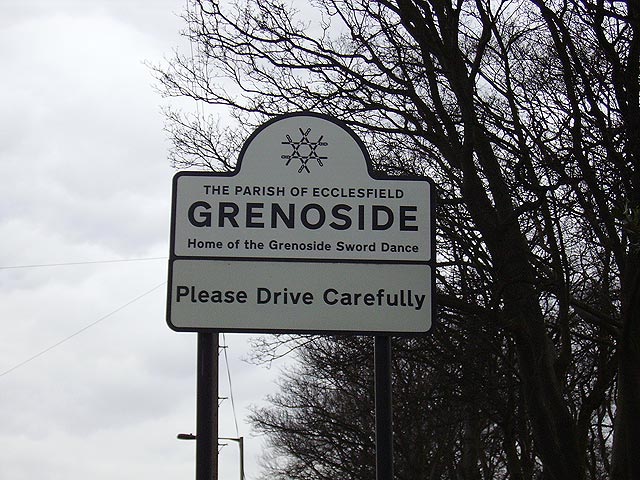 THE PARISH OF ECCLESFIELD
GRENOSIDE
Home of the Grenoside Sword Dance
Please Drive Carefully